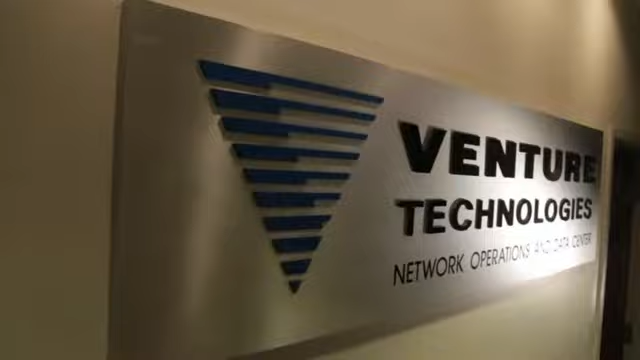 VENTURE
TECHNOLOGIES
NETWORK OPERATIONS AND DATA CENTER